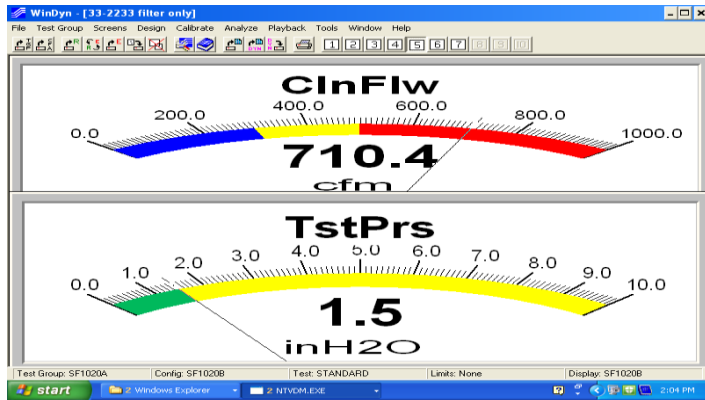 WinDyn - [33-2233 filter only]
File Test Group Screens Design Calibrate Analyze Playback Tools Window Help
1 2 3 4 5 6 7 8 9 10
ClnFlw
0.0 200.0 400.0 600.0 800.0 1000.0
710.4
cfm
TstPrs
0.0 1.0 2.0 3.0 4.0 5.0 6.0 7.0 8.0 9.0 10.0
1.5
inH2O
Test Group: SF1020A Config: SF1020B Test: STANDARD Limits: None Display: SF1020B
start 2 Windows Explorer 2 NTVDM.EXE 2:04 PM